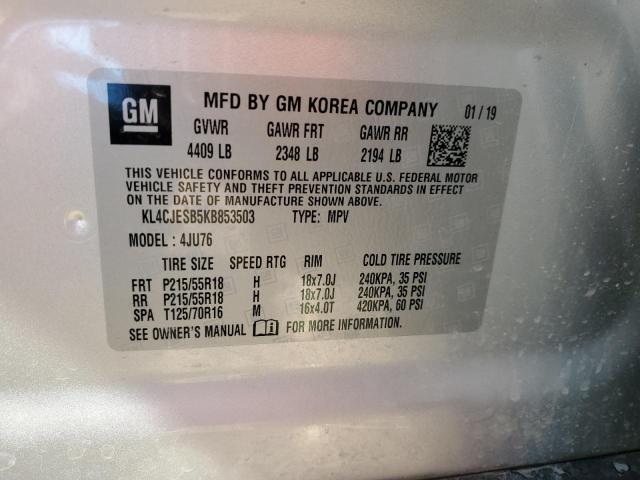 GM
MFD BY GM KOREA COMPANY 01 / 19
GVWR GAWR FRT GAWR RR
4409 LB 2348 LB 2194 LB
THIS VEHICLE CONFORMS TO ALL APPLICABLE U.S. FEDERAL MOTOR
VEHICLE SAFETY AND THEFT PREVENTION STANDARDS IN EFFECT
ON THE DATE OF MANUFACTURE SHOWN ABOVE.
KL4CJESB5KB853503 TYPE: MPV
MODEL : 4JU76
TIRE SIZE SPEED RTG RIM COLD TIRE PRESSURE
FRT P215/55R18 H 18x7.0J 240KPA, 35 PSI
RR P215/55R18 H 18x7.0J 240KPA, 35 PSI
SPA T125/70R16 M 16x4.0T 420KPA, 60 PSI
SEE OWNER'S MANUAL FOR MORE INFORMATION.